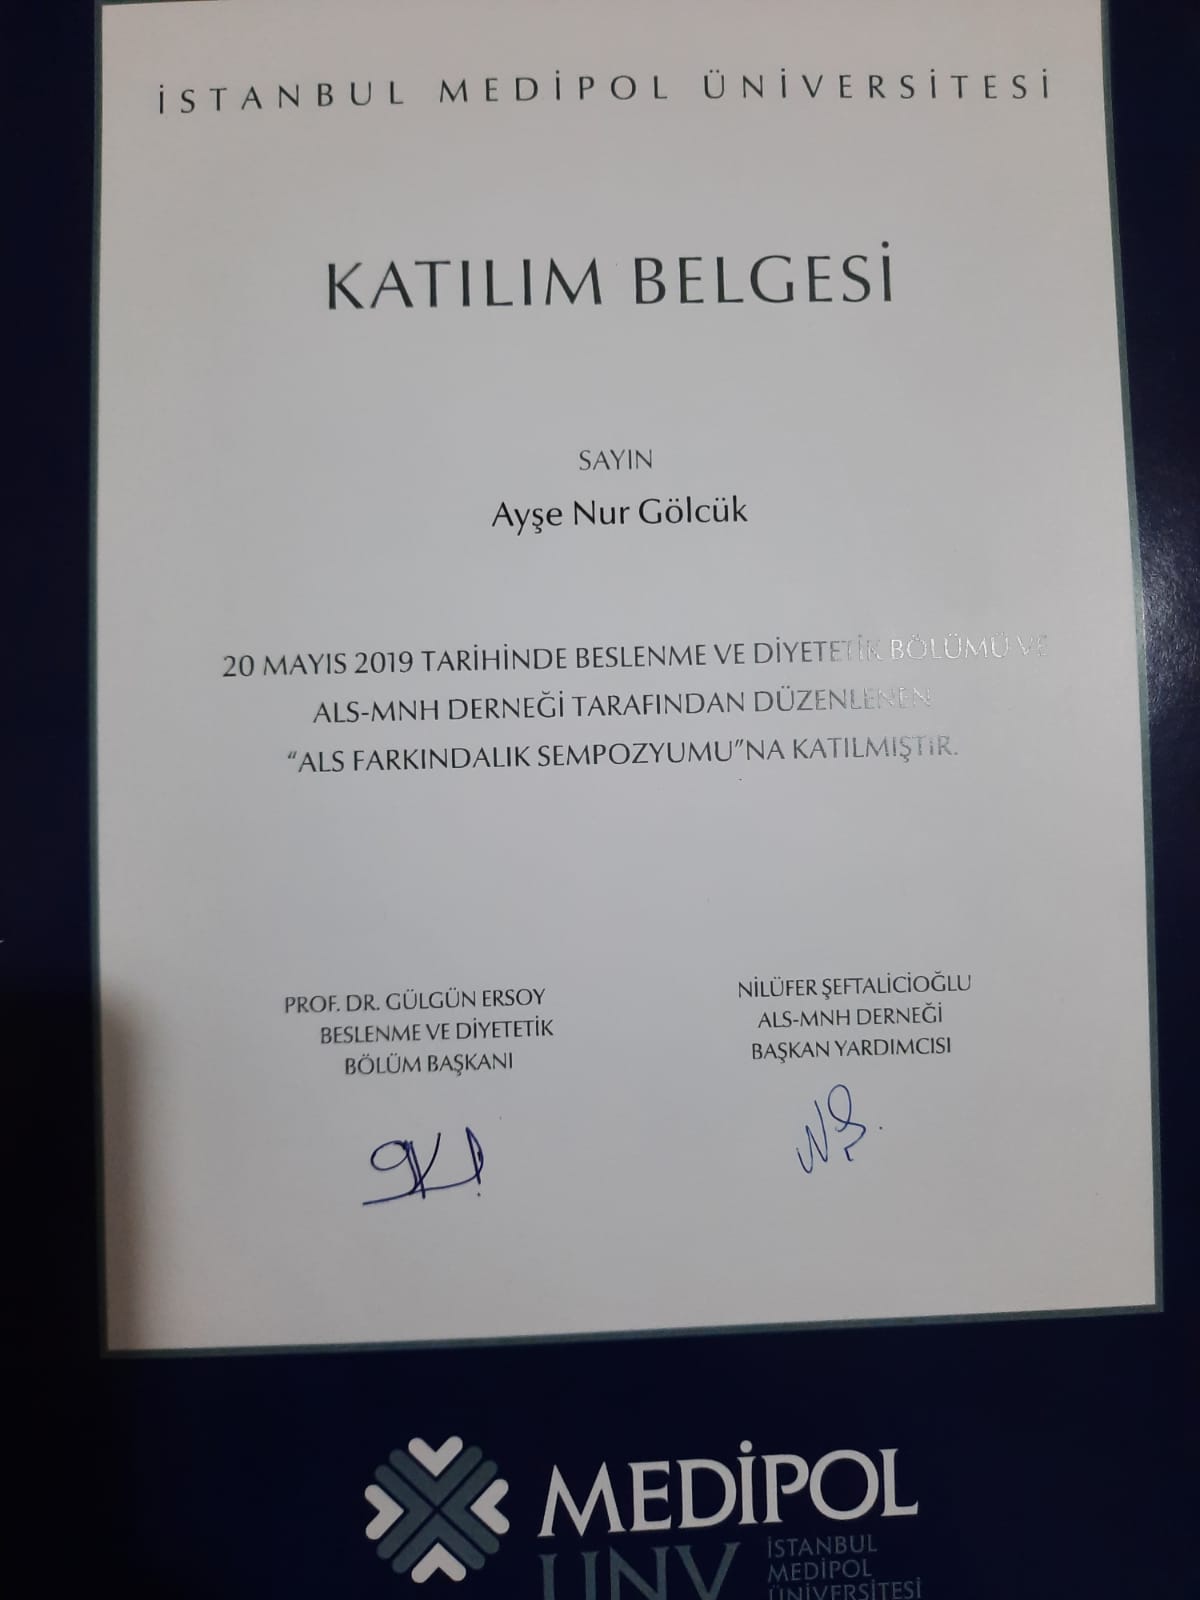 İSTANBUL MEDİPOL ÜNİVERSİTESİ
KATILIM BELGESİ
SAYIN
Ayşe Nur Gölcük
20 MAYIS 2019 TARİHİNDE BESLENME VE DİYETETİK BÖLÜMÜ VE
ALS-MNH DERNEĞİ TARAFINDAN DÜZENLENEN
“ALS FARKINDALIK SEMPOZYUMU”NA KATILMIŞTIR.
PROF. DR. GÜLGÜN ERSOY
BESLENME VE DİYETETİK
BÖLÜM BAŞKANI
NİLÜFER ŞEFTALİCİOĞLU
ALS-MNH DERNEĞİ
BAŞKAN YARDIMCISI
MEDİPOL
UNV
İSTANBUL
MEDİPOL
ÜNİVERSİTESİ